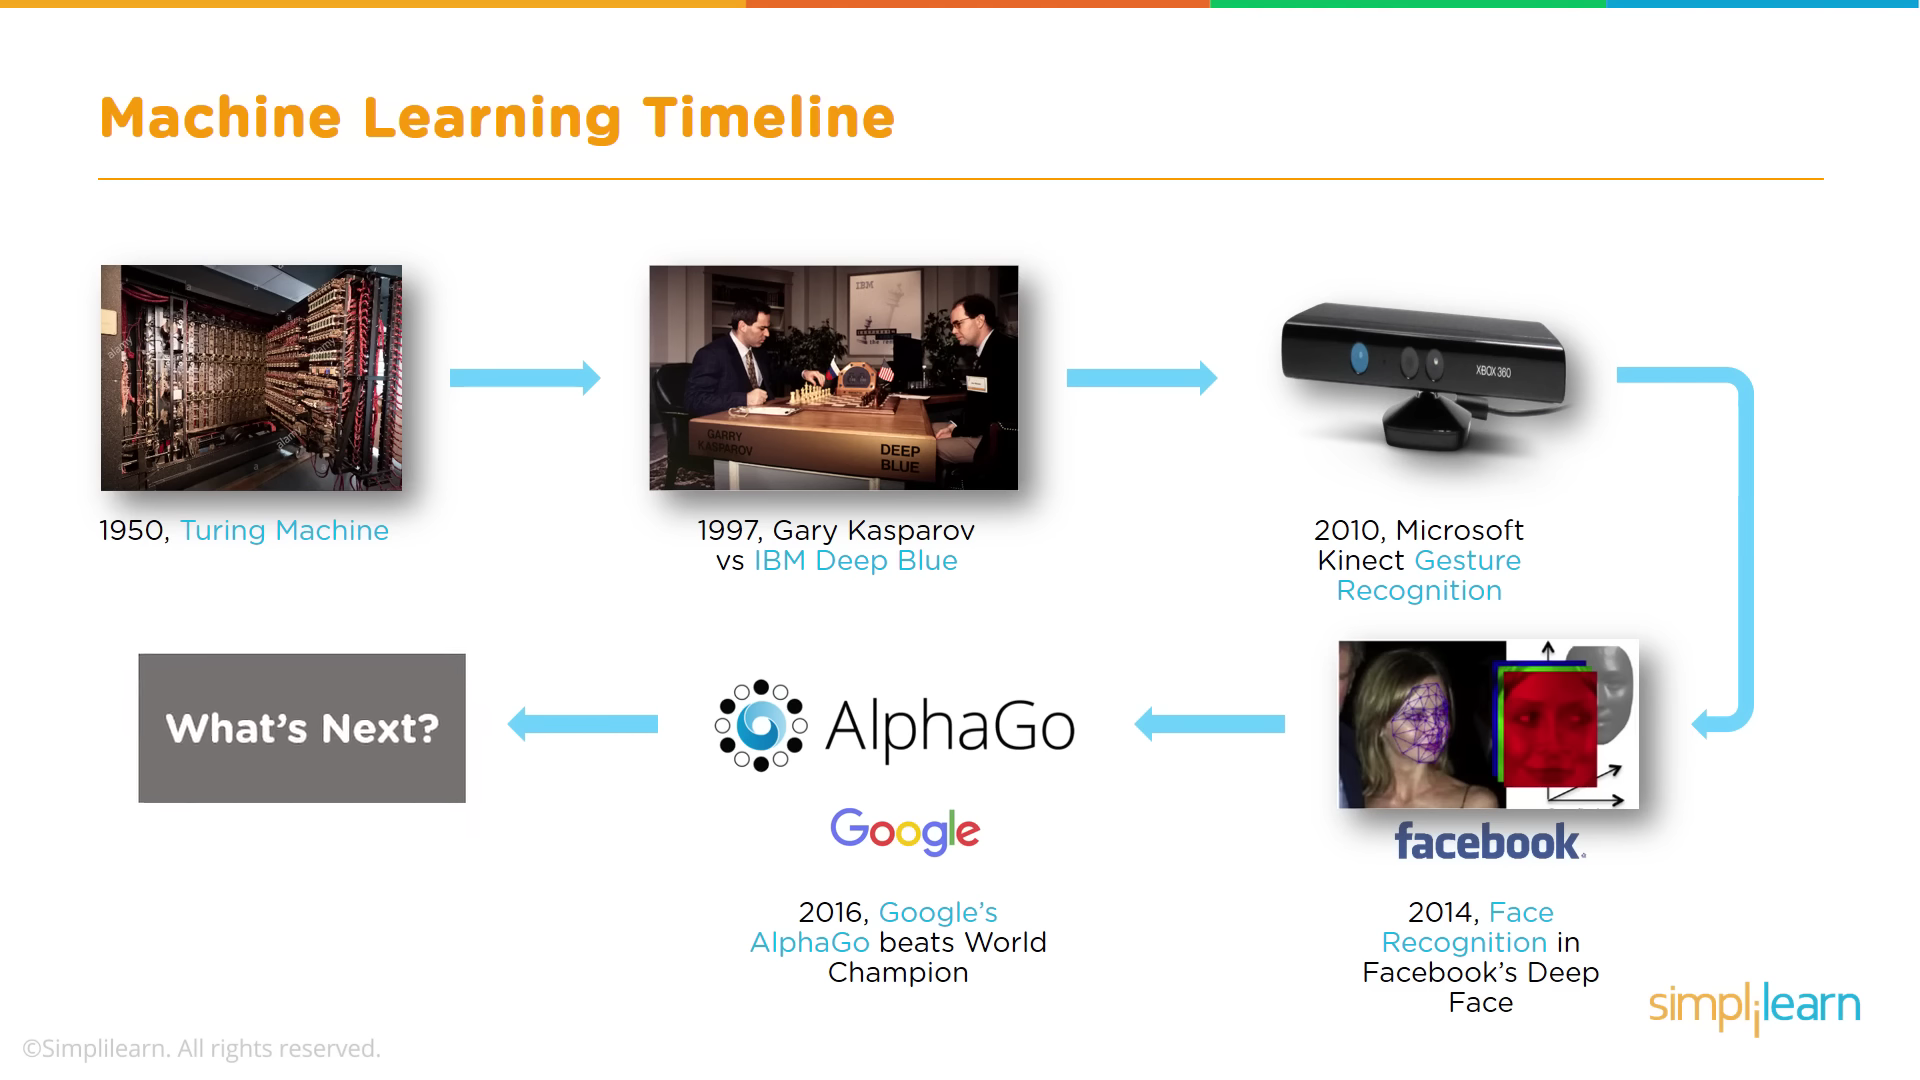 Machine Learning Timeline
IBM
GARRY
KASPAROV
DEEP
BLUE
XBOX 360
1950, Turing Machine
1997, Gary Kasparov
vs IBM Deep Blue
2010, Microsoft
Kinect Gesture
Recognition
What's Next?
AlphaGo
Google
facebook
2016, Google's
AlphaGo beats World
Champion
2014, Face
Recognition in
Facebook's Deep
Face
simplilearn
©Simplilearn. All rights reserved.